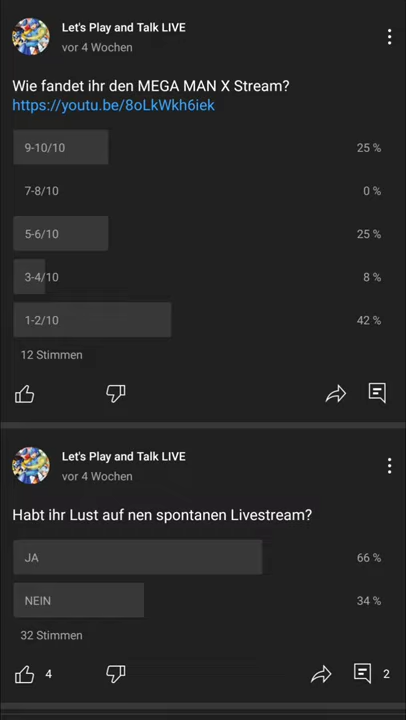 Let's Play and Talk LIVE
vor 4 Wochen
Wie fandet ihr den MEGA MAN X Stream?
https://youtu.be/8oLkWkh6iek
9-10/10 25 %
7-8/10 0 %
5-6/10 25 %
3-4/10 8 %
1-2/10 42 %
12 Stimmen
Let's Play and Talk LIVE
vor 4 Wochen
Habt ihr Lust auf nen spontanen Livestream?
JA 66 %
NEIN 34 %
32 Stimmen
4 2